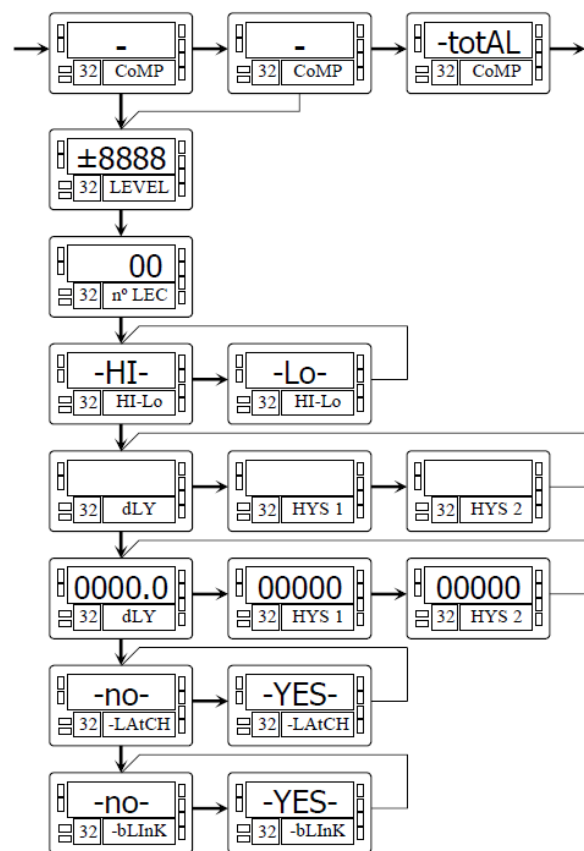 - - -totAL
32 CoMP 32 CoMP 32 CoMP
±8888
32 LEVEL
00
32 nº LEC
-HI- -Lo-
32 HI-Lo 32 HI-Lo
32 dLY 32 HYS 1 32 HYS 2
0000.0 00000 00000
32 dLY 32 HYS 1 32 HYS 2
-no- -YES-
32 -LAtCH 32 -LAtCH
-no- -YES-
32 -bLInK 32 -bLInK